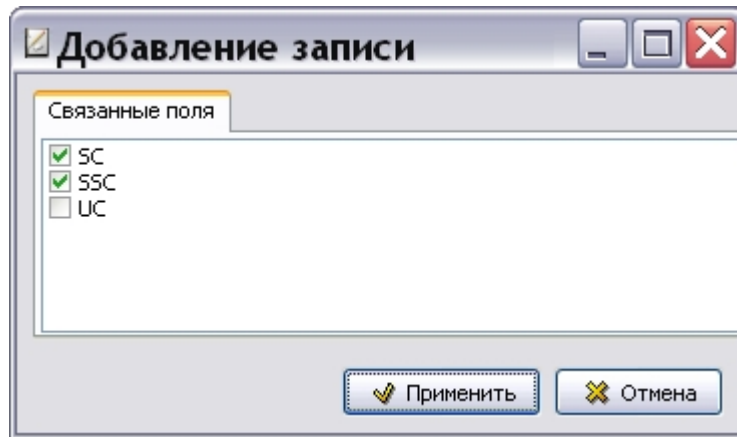 Добавление записи
Связанные поля
SC
SSC
UC
Применить
Отмена